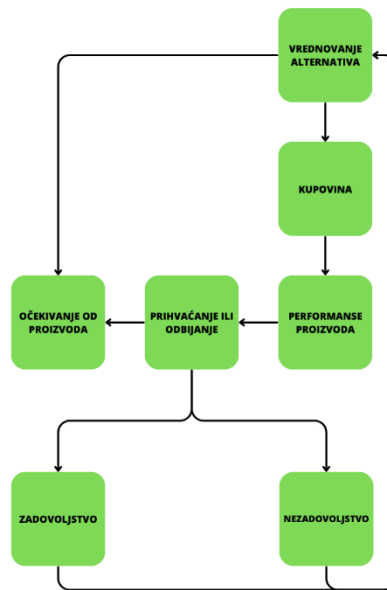 VREDNOVANJE
ALTERNATIVA
KUPOVINA
OČEKIVANJE OD
PROIZVODA
PRIHVAĆANJE ILI
ODBIJANJE
PERFORMANSE
PROIZVODA
ZADOVOLJSTVO
NEZADOVOLJSTVO